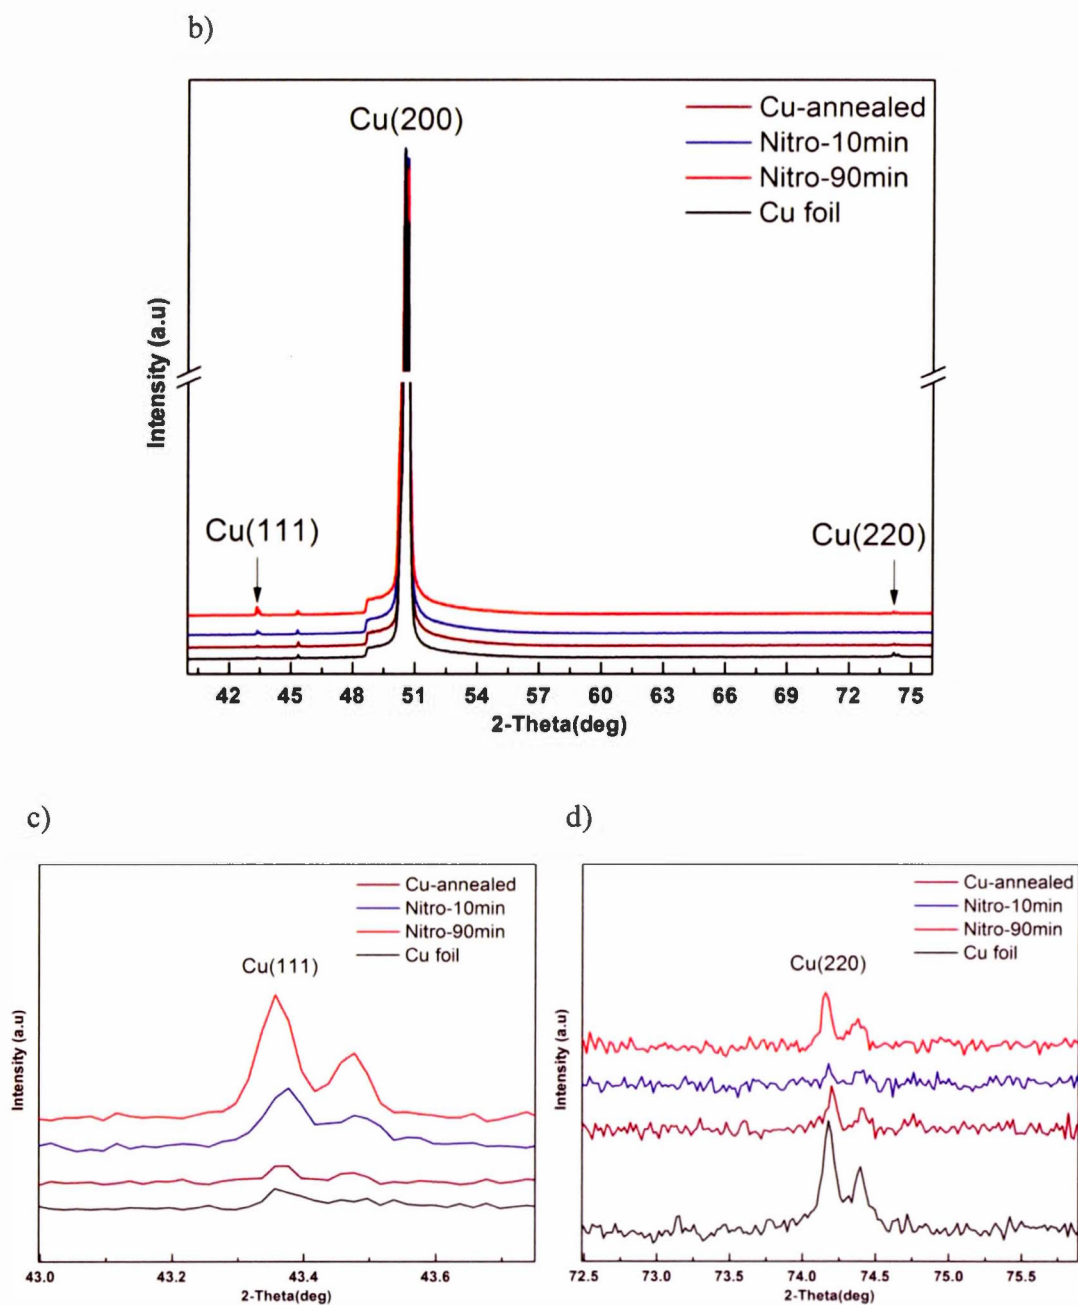 b)
Cu(200)
Cu-annealed
Nitro-10min
Nitro-90min
Cu foil
Intensity (a.u)
Cu(111)
Cu(220)
42 45 48 51 54 57 60 63 66 69 72 75
2-Theta(deg)
c)
Cu-annealed
Nitro-10min
Nitro-90min
Cu foil
Cu(111)
Intensity (a.u)
43.0 43.2 43.4 43.6
2-Theta(deg)
d)
Cu-annealed
Nitro-10min
Nitro-90min
Cu foil
Cu(220)
Intensity (a.u)
72.5 73.0 73.5 74.0 74.5 75.0 75.5
2-Theta(deg)